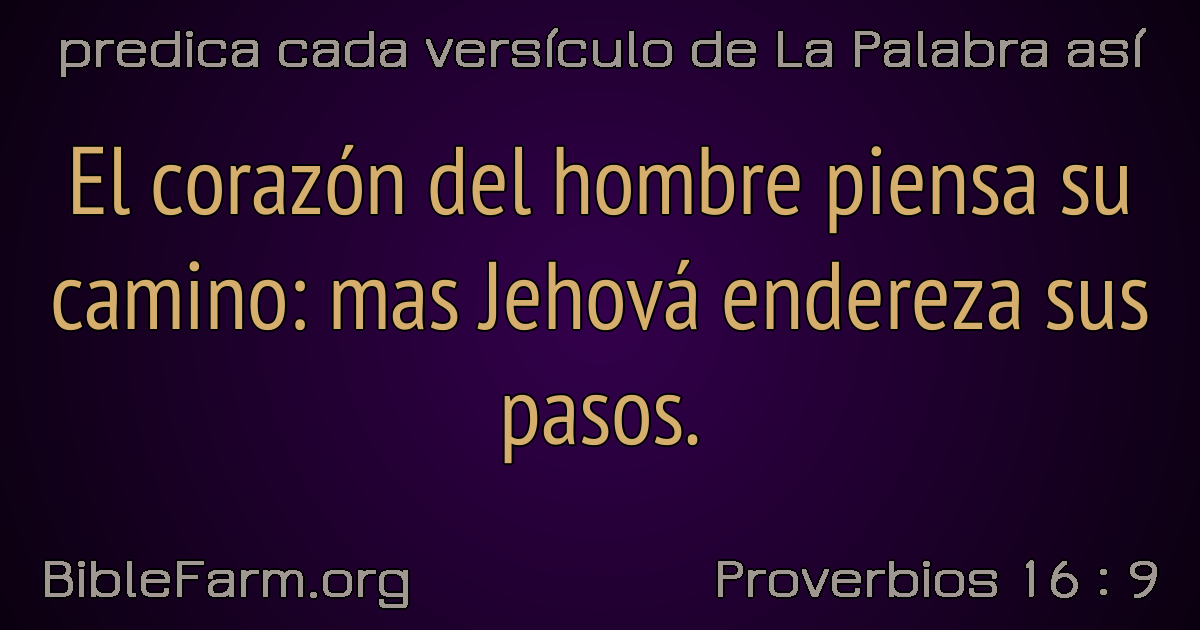 predica cada versículo de La Palabra así
El corazón del hombre piensa su
camino: mas Jehová endereza sus
pasos.
BibleFarm.org
Proverbios 16 : 9